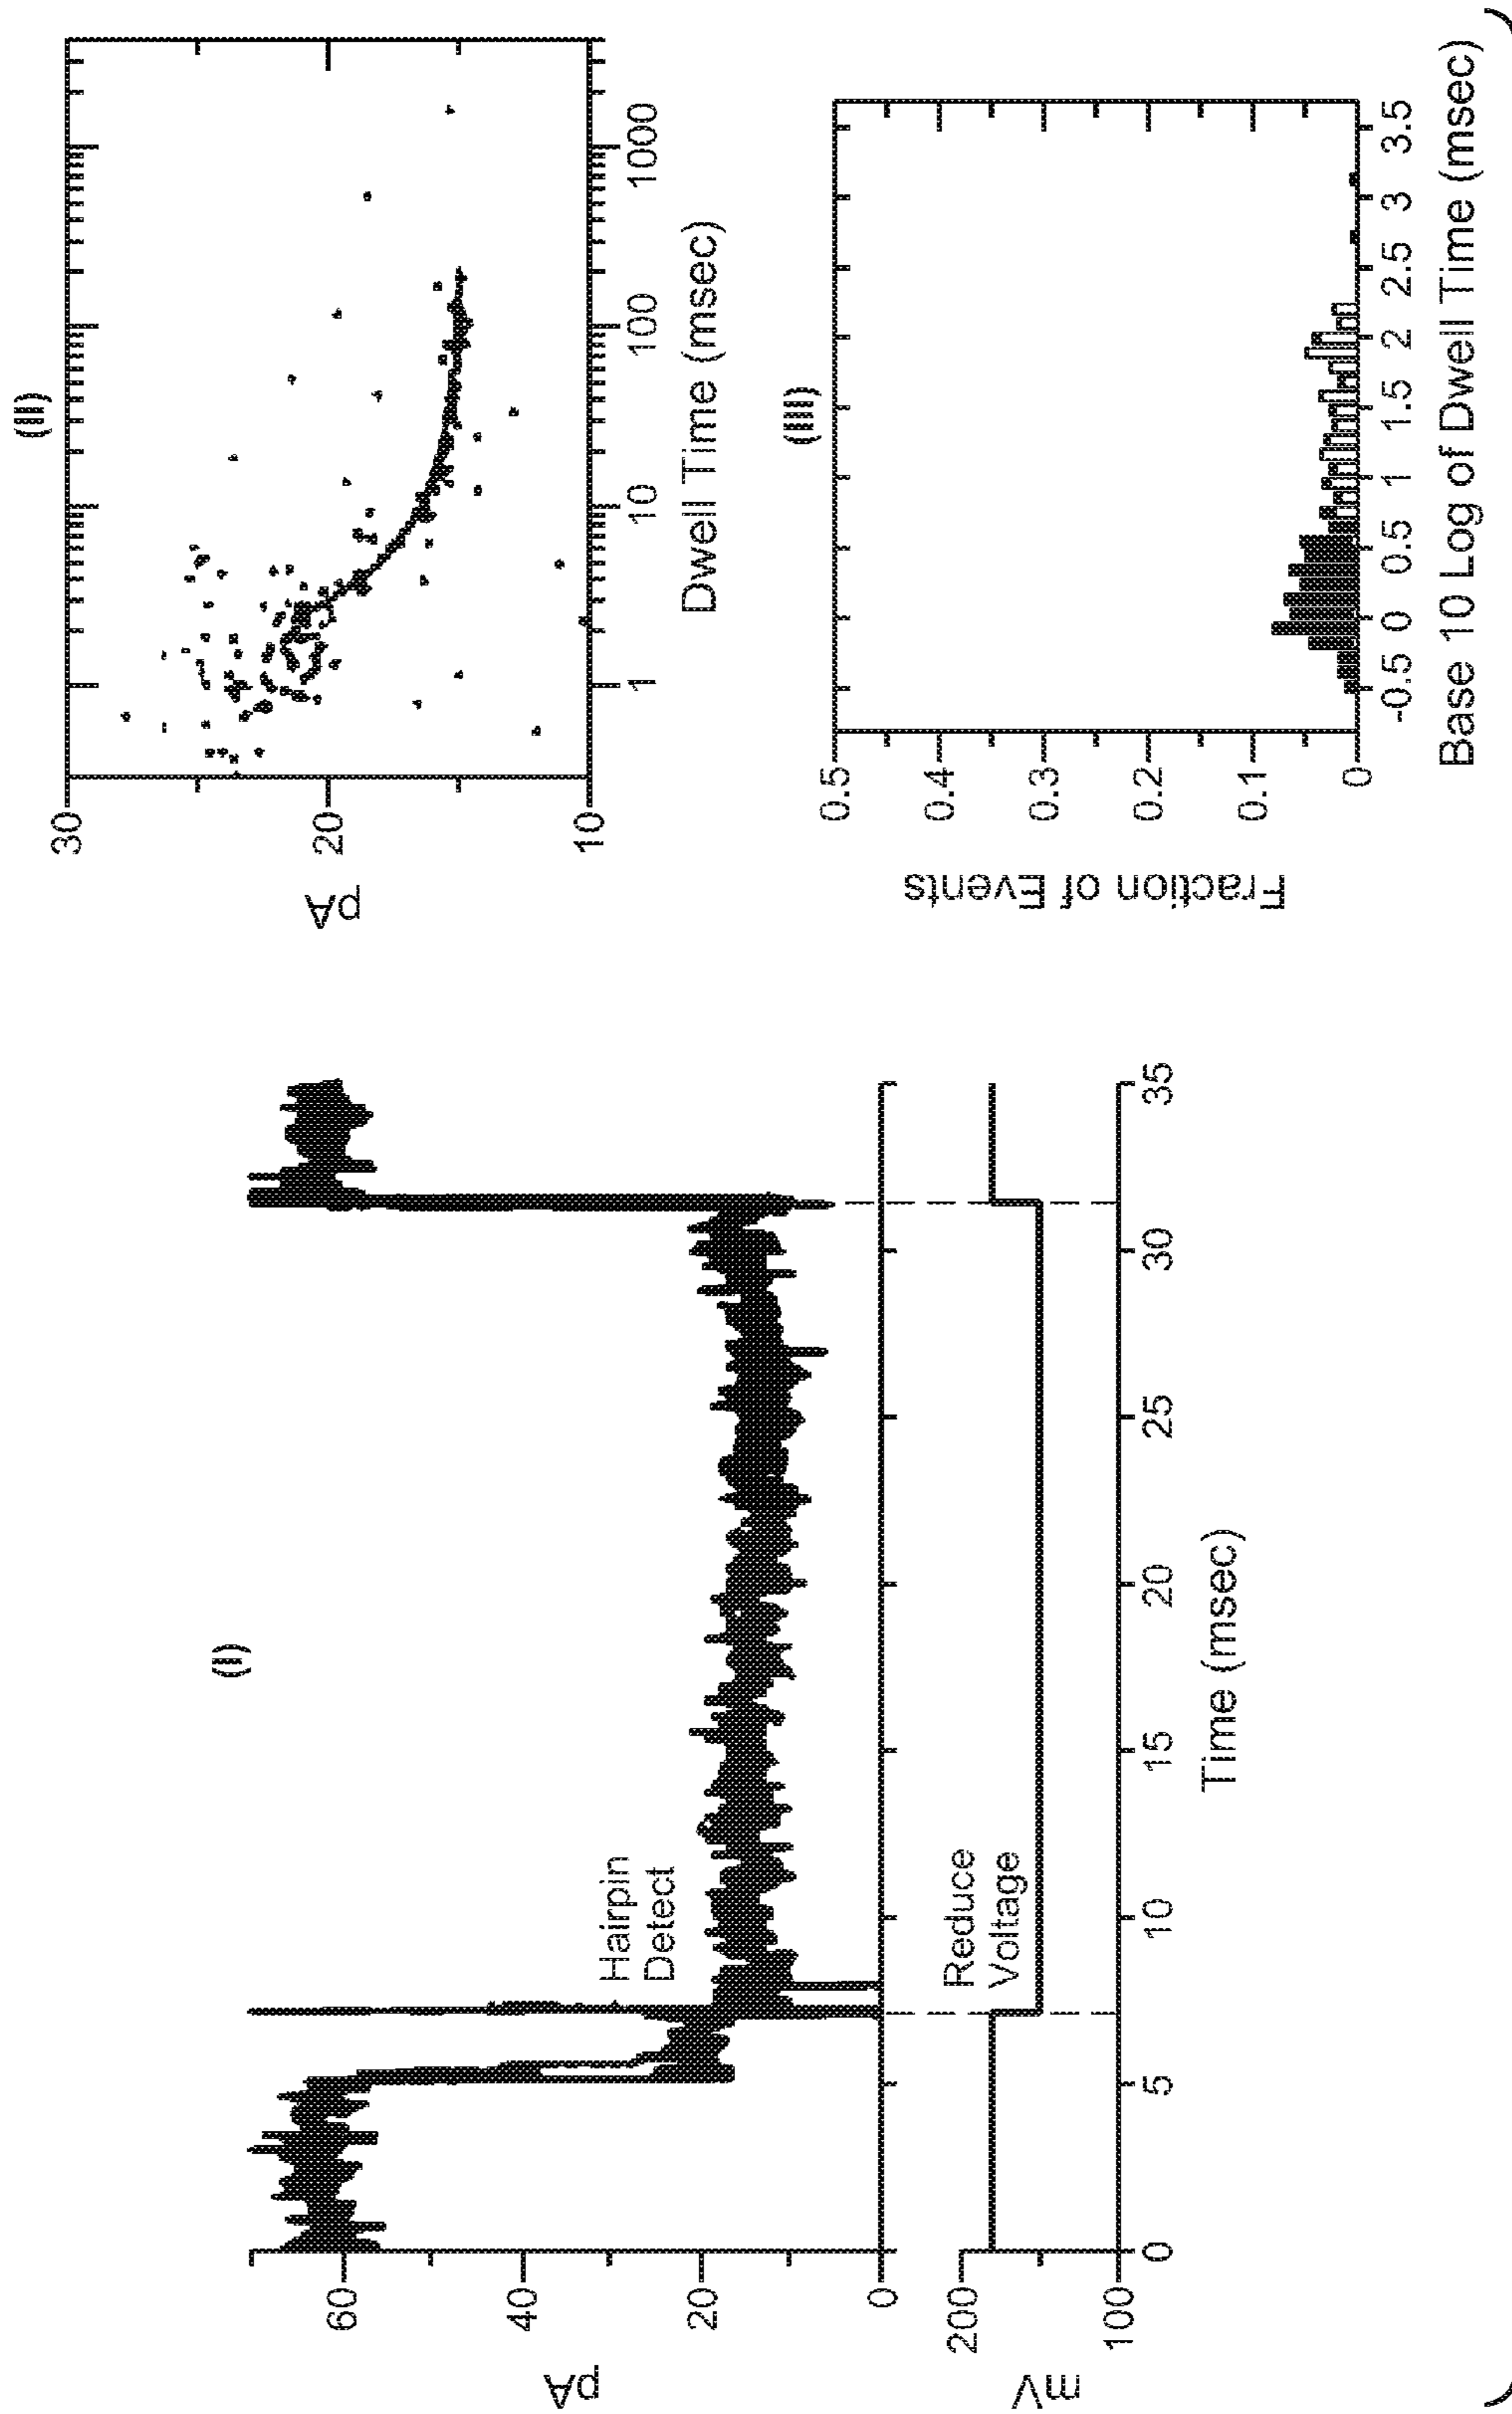 (I)
pA
60
40
20
0
Hairpin
Detect
mV
200
100
Reduce
Voltage
0
5
10
15
20
25
30
35
Time (msec)
(II)
pA
30
20
10
1
10
100
1000
Dwell Time (msec)
(III)
Fraction of Events
0.5
0.4
0.3
0.2
0.1
0
-0.5
0
0.5
1
1.5
2
2.5
3
3.5
Base 10 Log of Dwell Time (msec)